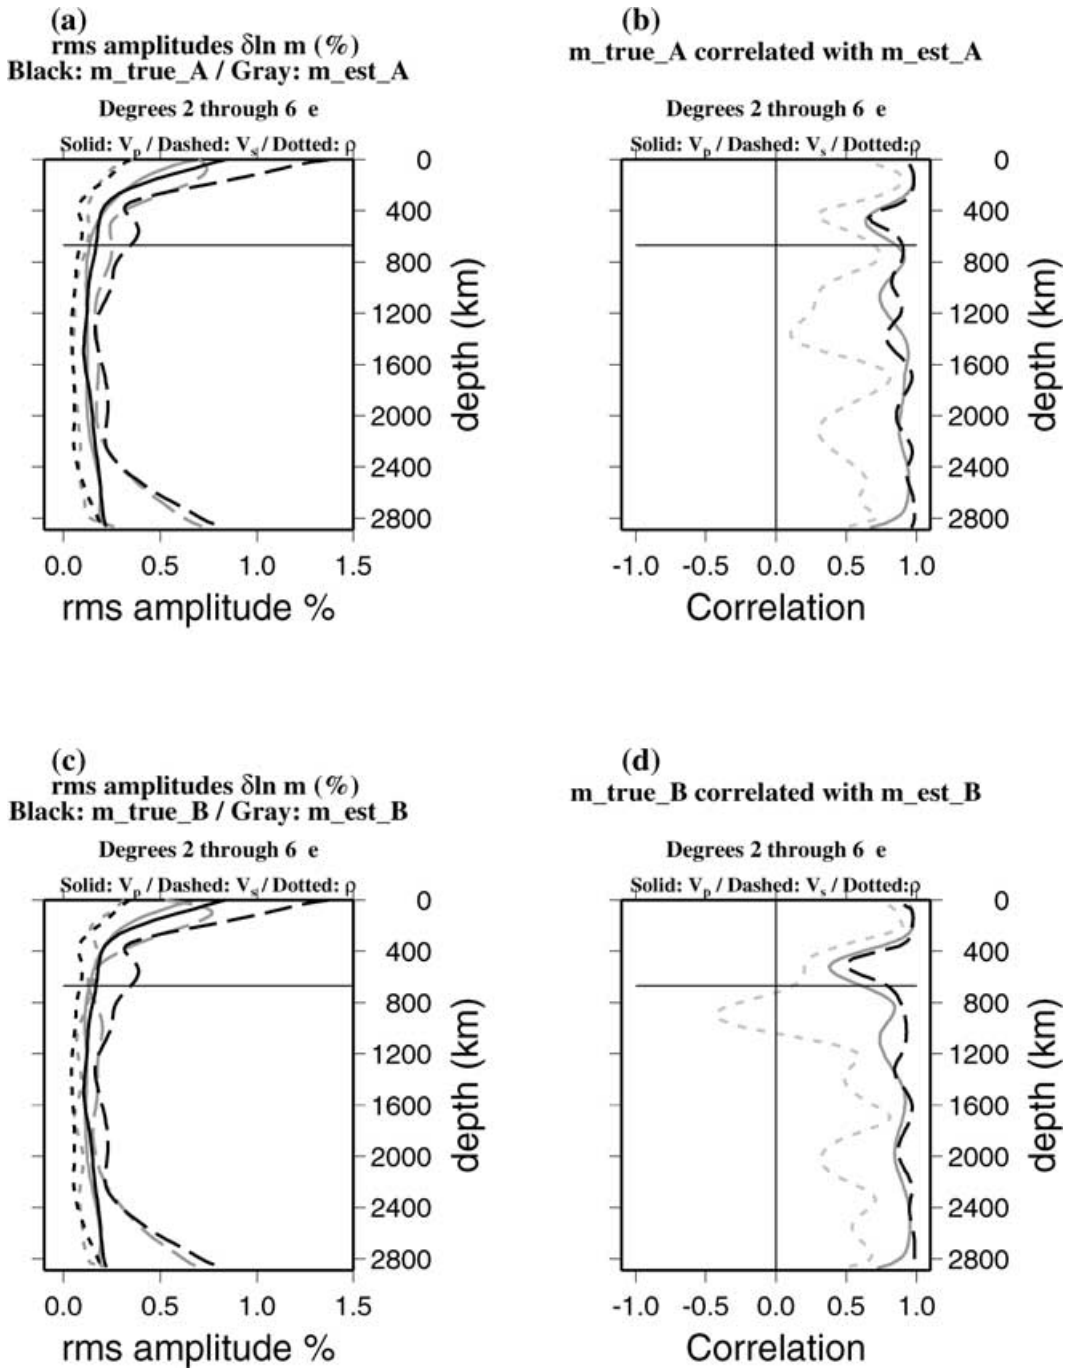 (a)
rms amplitudes δln m (%)
Black: m_true_A / Gray: m_est_A
Degrees 2 through 6 e
Solid: Vp / Dashed: Vs / Dotted: ρ
0
400
800
1200
1600
2000
2400
2800
depth (km)
0.0 0.5 1.0 1.5
rms amplitude %
(b)
m_true_A correlated with m_est_A
Degrees 2 through 6 e
Solid: Vp / Dashed: Vs / Dotted:ρ
0
400
800
1200
1600
2000
2400
2800
depth (km)
-1.0 -0.5 0.0 0.5 1.0
Correlation
(c)
rms amplitudes δln m (%)
Black: m_true_B / Gray: m_est_B
Degrees 2 through 6 e
Solid: Vp / Dashed: Vs / Dotted: ρ
0
400
800
1200
1600
2000
2400
2800
depth (km)
0.0 0.5 1.0 1.5
rms amplitude %
(d)
m_true_B correlated with m_est_B
Degrees 2 through 6 e
Solid: Vp / Dashed: Vs / Dotted:ρ
0
400
800
1200
1600
2000
2400
2800
depth (km)
-1.0 -0.5 0.0 0.5 1.0
Correlation